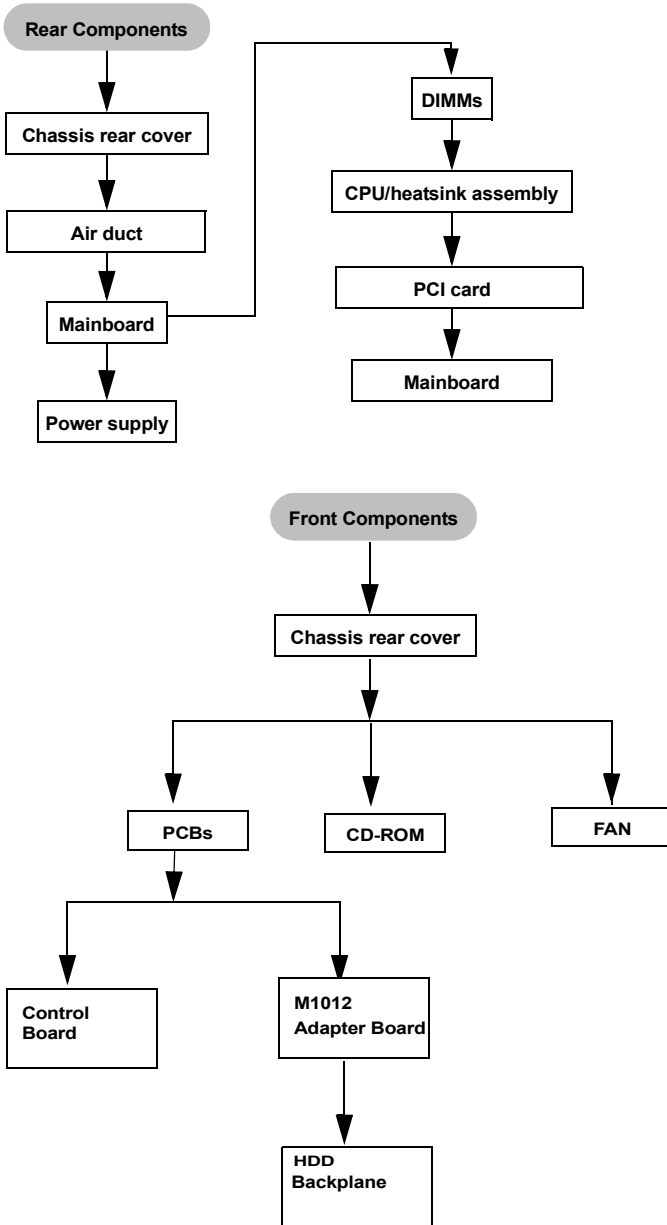 Rear Components
Chassis rear cover
Air duct
Mainboard
Power supply
DIMMs
CPU/heatsink assembly
PCI card
Mainboard
Front Components
Chassis rear cover
PCBs
CD-ROM
FAN
Control
Board
M1012
Adapter Board
HDD
Backplane